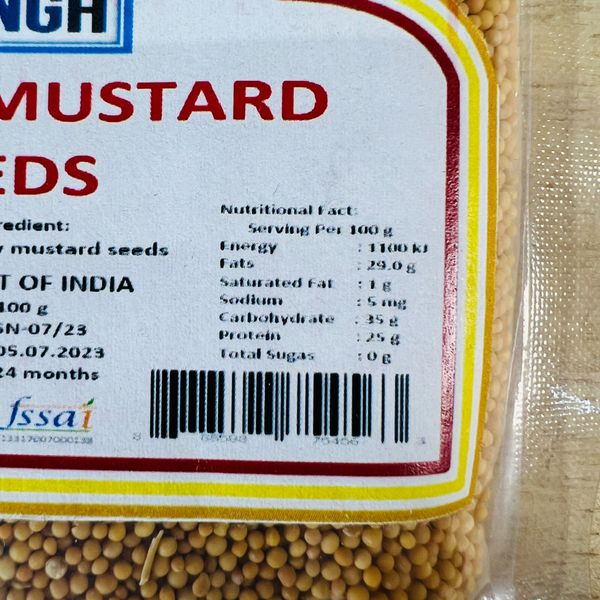 NGH
MUSTARD
EDS
redient:
y mustard seeds
T OF INDIA
100 g
SN-07/23
05.07.2023
24 months
fssai
13317007000138
Nutritional Fact:
Serving Per 100 g
Energy : 1100 kJ
Fats : 29.0 g
Saturated Fat : 1 g
Sodium : 5 mg
Carbohydrate : 35 g
Protein : 25 g
Total Sugas : 0 g